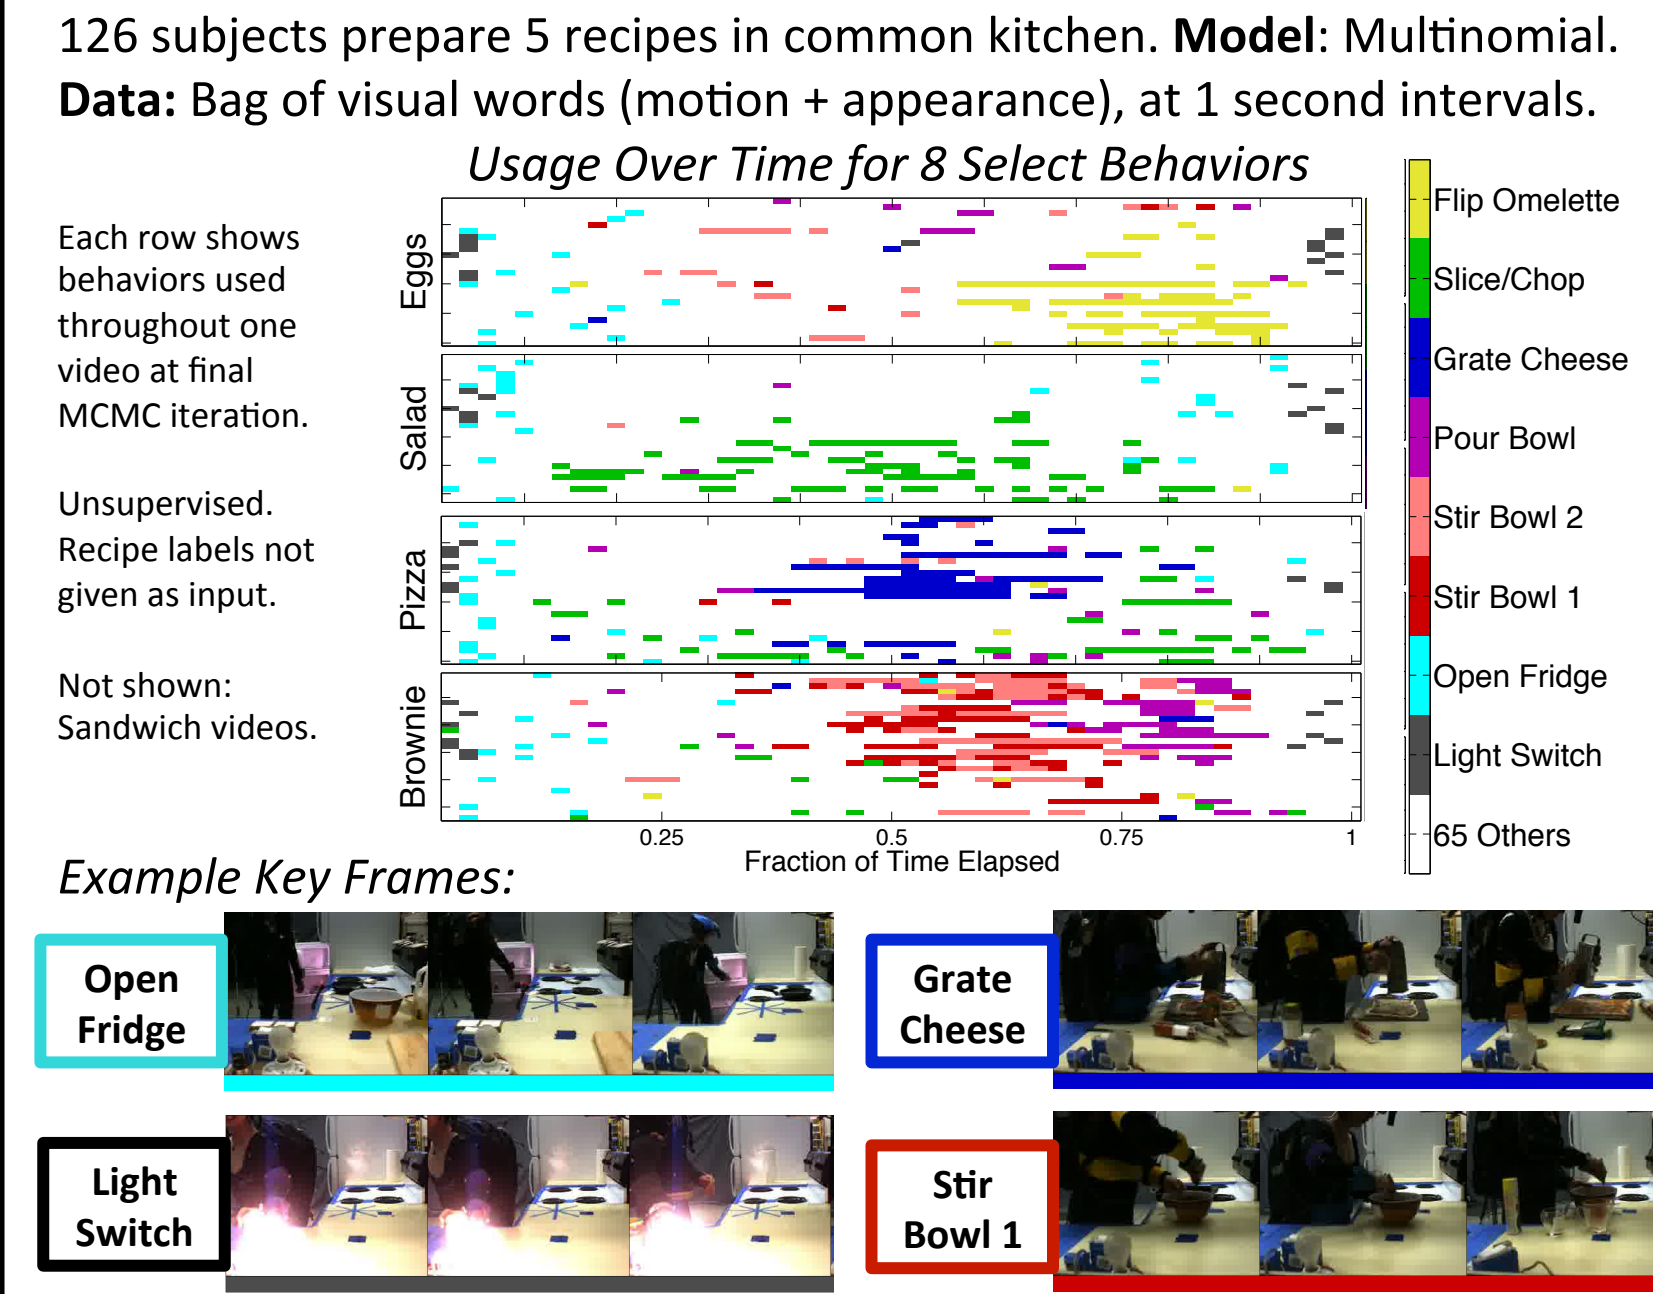 126 subjects prepare 5 recipes in common kitchen. Model: Multinomial.
Data: Bag of visual words (motion + appearance), at 1 second intervals.
Usage Over Time for 8 Select Behaviors
Each row shows
behaviors used
throughout one
video at final
MCMC iteration.
Unsupervised.
Recipe labels not
given as input.
Not shown:
Sandwich videos.
Eggs
Salad
Pizza
Brownie
0.25 0.5 0.75 1
Fraction of Time Elapsed
Flip Omelette
Slice/Chop
Grate Cheese
Pour Bowl
Stir Bowl 2
Stir Bowl 1
Open Fridge
Light Switch
65 Others
Example Key Frames:
Open
Fridge
Grate
Cheese
Light
Switch
Stir
Bowl 1